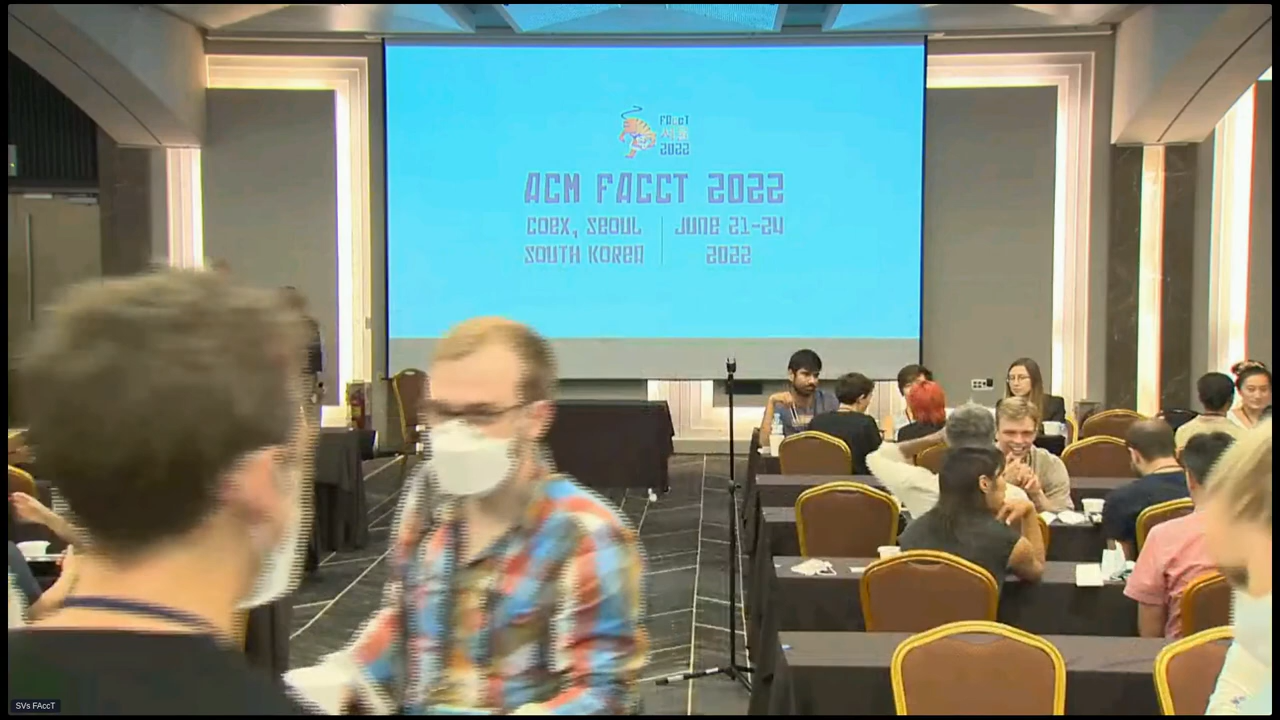 FAccT
서울
2022
ACM FACCT 2022
COEX, SEOUL
SOUTH KOREA
JUNE 21-24
2022
SVs FAccT